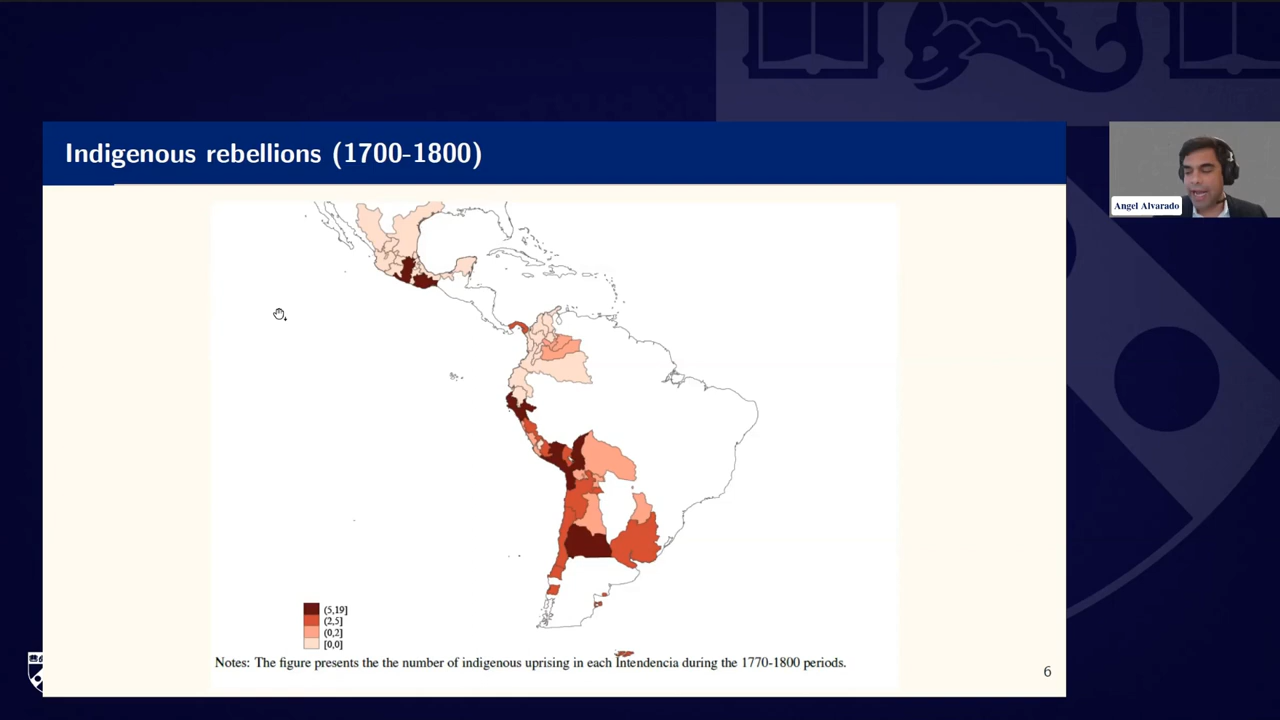 Indigenous rebellions (1700-1800)
Angel Alvarado
(5,19]
(2,5]
(0,2]
[0,0]
Notes: The figure presents the the number of indigenous uprising in each Intendencia during the 1770-1800 periods.
6